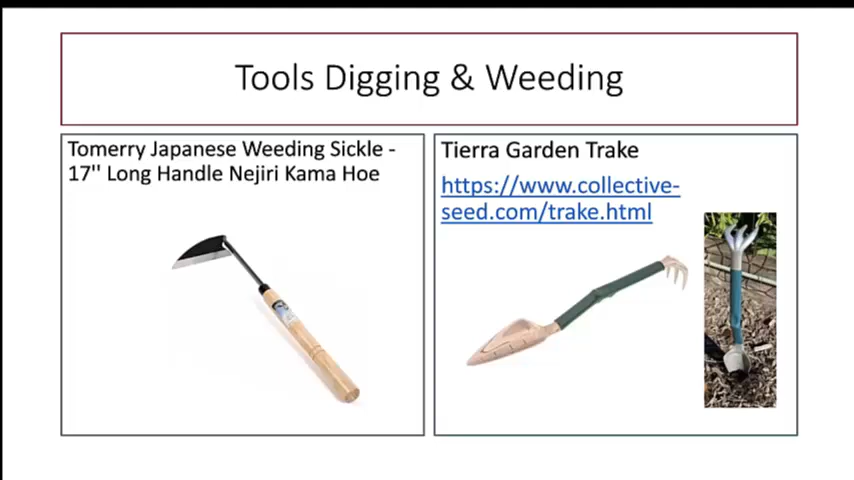 Tools Digging & Weeding
Tomerry Japanese Weeding Sickle -
17" Long Handle Nejiri Kama Hoe
Tierra Garden Trake
https://www.collective-
seed.com/trake.html